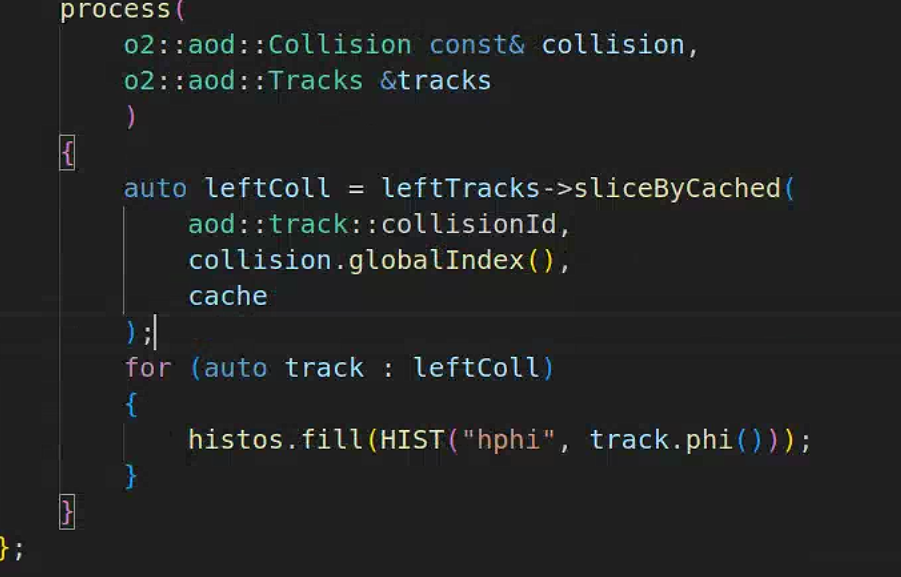 process(
o2::aod::Collision const& collision,
o2::aod::Tracks &tracks
)
{
auto leftColl = leftTracks->sliceByCached(
aod::track::collisionId,
collision.globalIndex(),
cache
);
for (auto track : leftColl)
{
histos.fill(HIST("hphi", track.phi()));
}
}
};